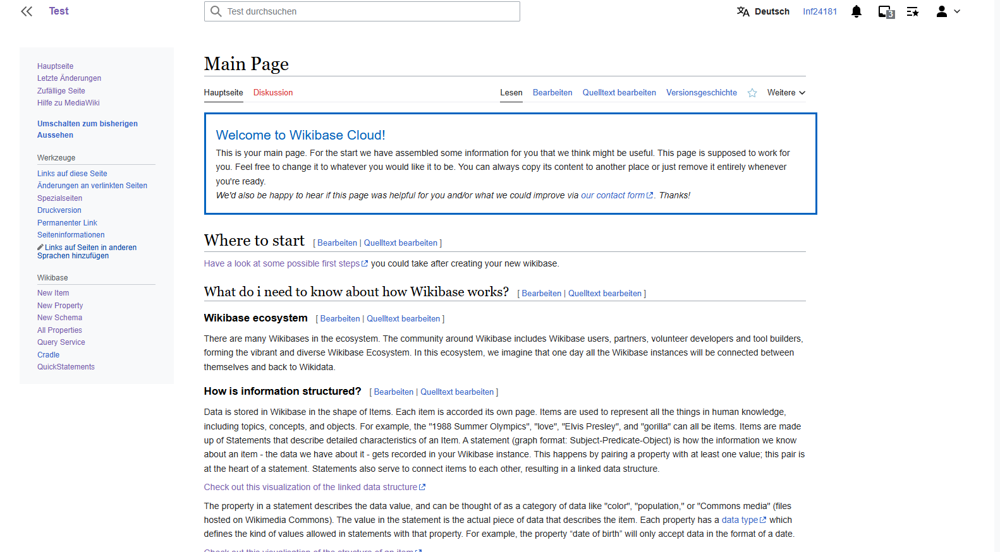 Test
Test durchsuchen
Deutsch
Inf24181
3
Hauptseite
Letzte Änderungen
Zufällige Seite
Hilfe zu MediaWiki
Umschalten zum bisherigen
Aussehen
Werkzeuge
Links auf diese Seite
Änderungen an verlinkten Seiten
Spezialseiten
Druckversion
Permanenter Link
Seiteninformationen
Links auf Seiten in anderen
Sprachen hinzufügen
Wikibase
New Item
New Property
New Schema
All Properties
Query Service
Cradle
QuickStatements
Main Page
Hauptseite Diskussion Lesen Bearbeiten Quelltext bearbeiten Versionsgeschichte Weitere
Welcome to Wikibase Cloud!
This is your main page. For the start we have assembled some information for you that we think might be useful. This page is supposed to work for
you. Feel free to change it to whatever you would like it to be. You can always copy its content to another place or just remove it entirely whenever
you're ready.
We'd also be happy to hear if this page was helpful for you and/or what we could improve via our contact form. Thanks!
Where to start [ Bearbeiten | Quelltext bearbeiten ]
Have a look at some possible first steps you could take after creating your new wikibase.
What do i need to know about how Wikibase works? [ Bearbeiten | Quelltext bearbeiten ]
Wikibase ecosystem [ Bearbeiten | Quelltext bearbeiten ]
There are many Wikibases in the ecosystem. The community around Wikibase includes Wikibase users, partners, volunteer developers and tool builders,
forming the vibrant and diverse Wikibase Ecosystem. In this ecosystem, we imagine that one day all the Wikibase instances will be connected between
themselves and back to Wikidata.
How is information structured? [ Bearbeiten | Quelltext bearbeiten ]
Data is stored in Wikibase in the shape of Items. Each item is accorded its own page. Items are used to represent all the things in human knowledge,
including topics, concepts, and objects. For example, the "1988 Summer Olympics", "love", "Elvis Presley", and "gorilla" can all be items. Items are made
up of Statements that describe detailed characteristics of an Item. A statement (graph format: Subject-Predicate-Object) is how the information we know
about an item - the data we have about it - gets recorded in your Wikibase instance. This happens by pairing a property with at least one value; this pair is
at the heart of a statement. Statements also serve to connect items to each other, resulting in a linked data structure.
Check out this visualization of the linked data structure
The property in a statement describes the data value, and can be thought of as a category of data like "color", "population," or "Commons media" (files
hosted on Wikimedia Commons). The value in the statement is the actual piece of data that describes the item. Each property has a data type which
defines the kind of values allowed in statements with that property. For example, the property “date of birth” will only accept data in the format of a date.
Check out this visualisation of the structure of an item